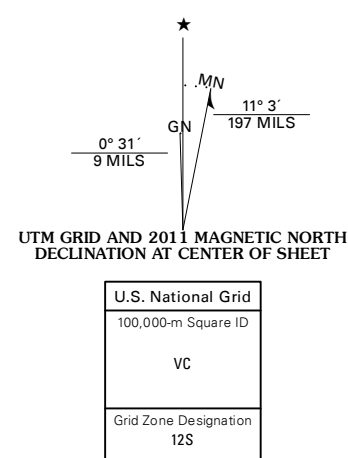 ★
MN
11° 3´
197 MILS
GN
0° 31´
9 MILS
UTM GRID AND 2011 MAGNETIC NORTH
DECLINATION AT CENTER OF SHEET
U.S. National Grid
100,000-m Square ID
VC
Grid Zone Designation
12S